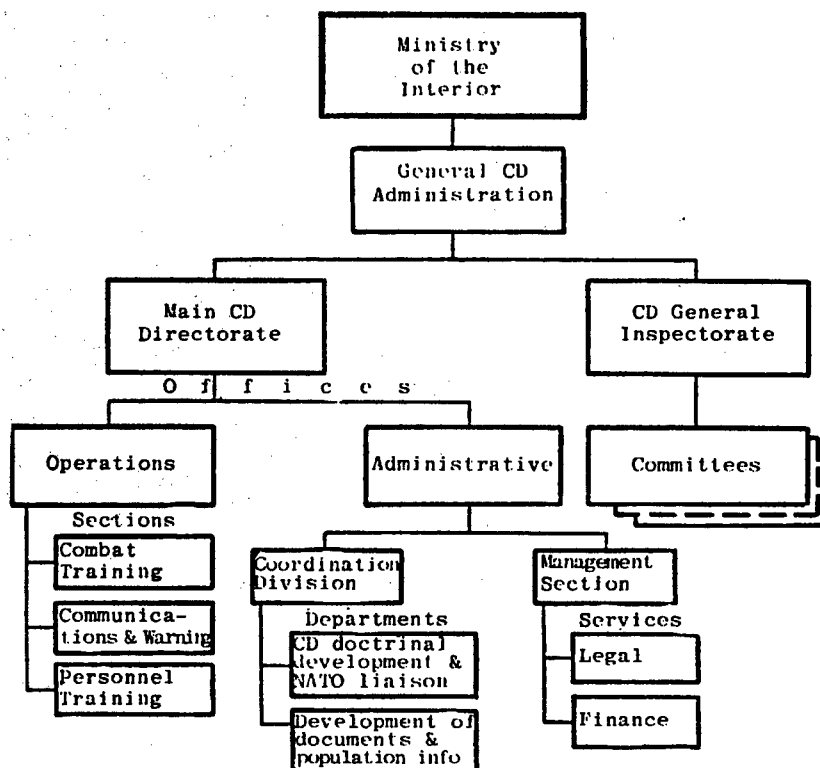 Ministry
of the
Interior
General CD
Administration
Main CD
Directorate
CD General
Inspectorate
Offices
Operations
Administrative
Committees
Sections
Combat
Training
Communica-
tions & Warning
Personnel
Training
Coordination
Division
Departments
CD doctrinal
development &
NATO liaison
Development of
documents &
population info
Management
Section
Services
Legal
Finance